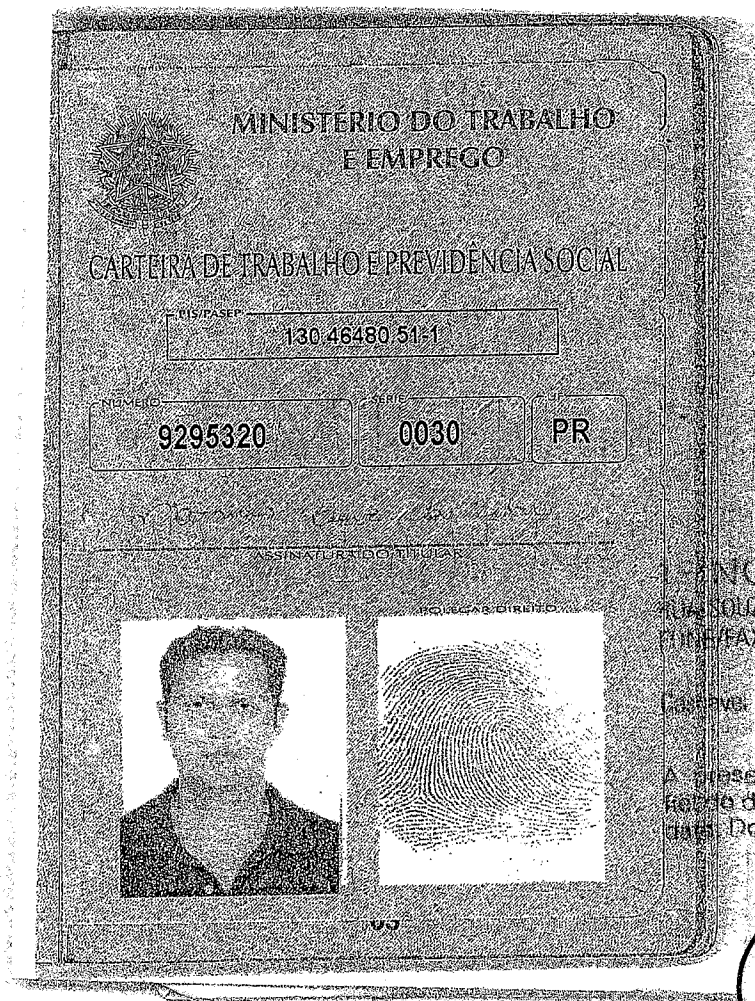 MINISTÉRIO DO TRABALHO
E EMPREGO
CARTEIRA DE TRABALHO E PREVIDÊNCIA SOCIAL
PIS/PASEP
130.46480.51-1
NÚMERO
SÉRIE
UF
9295320
0030
PR
ASSINATURA DO TITULAR
POLEGAR DIREITO
03